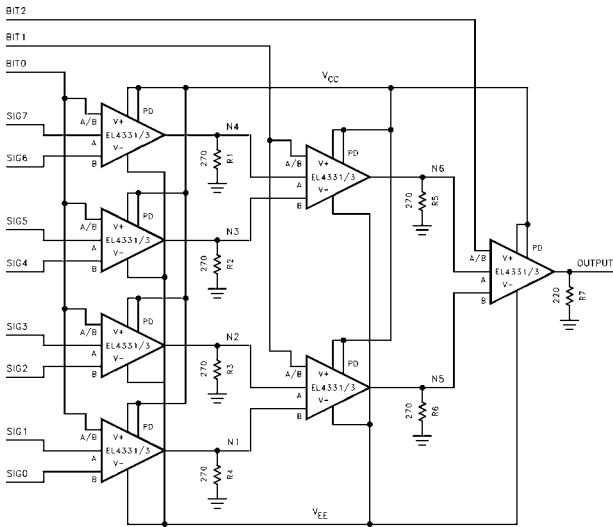 BIT2
BIT1
BIT0
V_CC
SIG7
A/B
V+
PD
EL4331/3
A
V-
SIG6
B
N4
270
R1
A/B
V+
PD
EL4331/3
A
V-
B
N6
270
R5
SIG5
A/B
V+
PD
EL4331/3
A
V-
SIG4
B
N3
270
R2
A/B
V+
PD
EL4331/3
A
V-
B
OUTPUT
220
R7
SIG3
A/B
V+
PD
EL4331/3
A
V-
SIG2
B
N2
270
R3
A/B
V+
PD
EL4331/3
A
V-
B
N5
270
R6
SIG1
A/B
V+
PD
EL4331/3
A
V-
SIG0
B
N1
270
R4
V_EE